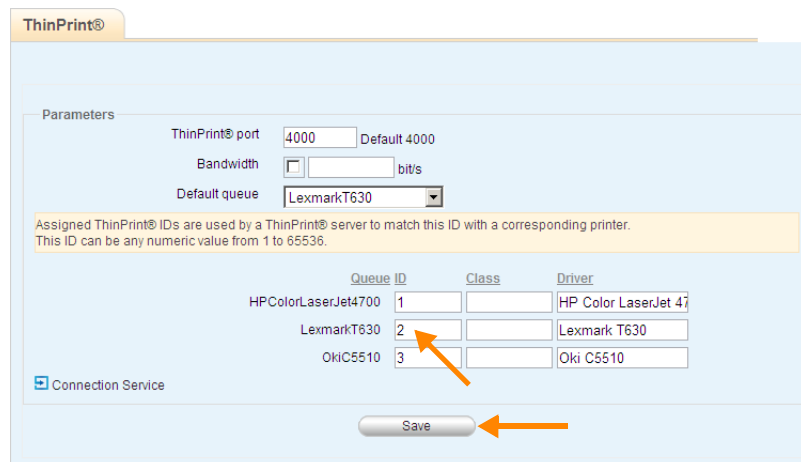 ThinPrint®
Parameters
ThinPrint® port 4000 Default 4000
Bandwidth bit/s
Default queue LexmarkT630
Assigned ThinPrint® IDs are used by a ThinPrint® server to match this ID with a corresponding printer.
This ID can be any numeric value from 1 to 65536.
Queue ID Class Driver
HPColorLaserJet4700 1 HP Color LaserJet 47
LexmarkT630 2 Lexmark T630
OkiC5510 3 Oki C5510
Connection Service
Save